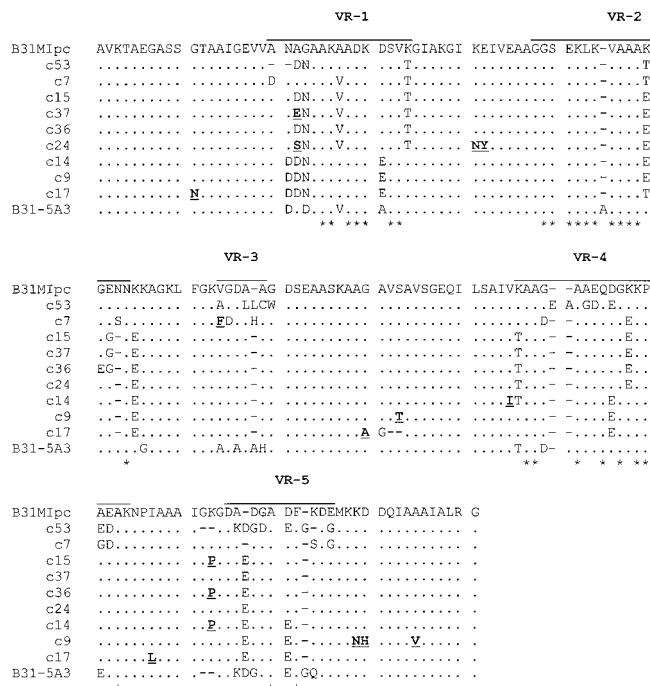 VR-1 VR-2
B31MIpc AVKTAEGASS GTAAIGEVVA NAGAAKAADK DSVKGIAKGI KEIVEAAGGS EKLK-VAAAK
c53 .......... .........- -DN....... ...T...... .......... ....-....T
c7 .......... .........D ......V... ...T...... .......... ....-....T
c15 .......... .......... .DN...V... ...T...... .......... ....-....E
c37 .......... .......... .EN...V... ...T...... .......... ....-....E
c36 .......... .......... .DN...V... ...T...... .......... ....-....E
c24 .......... .......... .SN...V... ...T...... NY........ ....-....E
c14 .......... .......... DDN....... E......... .......... ....-....E
c9 .......... .......... DDN....... E......... .......... ....-....E
c17 .......... N......... DDN....... E......... .......... ....-....T
B31-5A3 .......... .......... D.D...V... A......... .......... ....A.....
** *** ** ** **** ****
VR-3 VR-4
B31MIpc GENNKKAGKL FGKVGDA-AG DSEAASKAAG AVSAVSGEQI LSAIVKAAG- -AAEQDGKKP
c53 .......... ...A..LLCW .......... .......... .........E A.GD.E....
c7 ..S....... ...FD..-H. .......... .......... ........D- -......E..
c15 .G-.E..... .......-.. .......... .......... .....T...- -......E..
c37 .G-.E..... .......-.. .......... .......... .....T...- -......E..
c36 EG-.E..... .......-.. .......... .......... .....T...- -......E..
c24 ..-.E..... .......-.. .......... .......... .....T...- -......E..
c14 ..-.E..... .......-.. .......... .......... ....IT...- -....E....
c9 ..-.E..... .......-.. .......... ..T....... .....T...- -....E....
c17 ..-.E..... .......-.. .........A G--....... .....T...- -....E....
B31-5A3 .....G.... ...A.A.AH. .......... .......... .....T..D- -.........
* ** * * * **
VR-5
B31MIpc AEAKNPIAAA IGKGDA-DGA DF-KDEMKKD DQIAAAIALR G
c53 ED........ ..--.KDGD. E.G-.G.... .......... .
c7 GD........ ......-... ..-S.G.... .......... .
c15 .......... ..P...E... ..-....... .......... .
c37 .......... ......E... ..-....... .......... .
c36 .......... ..P...E... ..-....... .......... .
c24 .......... ......E... ..-....... .......... .
c14 .......... ..P...E... E.-....... .......... .
c9 .......... ......E... E.-.....NH ....V..... .
c17 ......L... ......E... E.-....... .......... .
B31-5A3 E......... ..--.KDG.. E.GQ...... .......... .